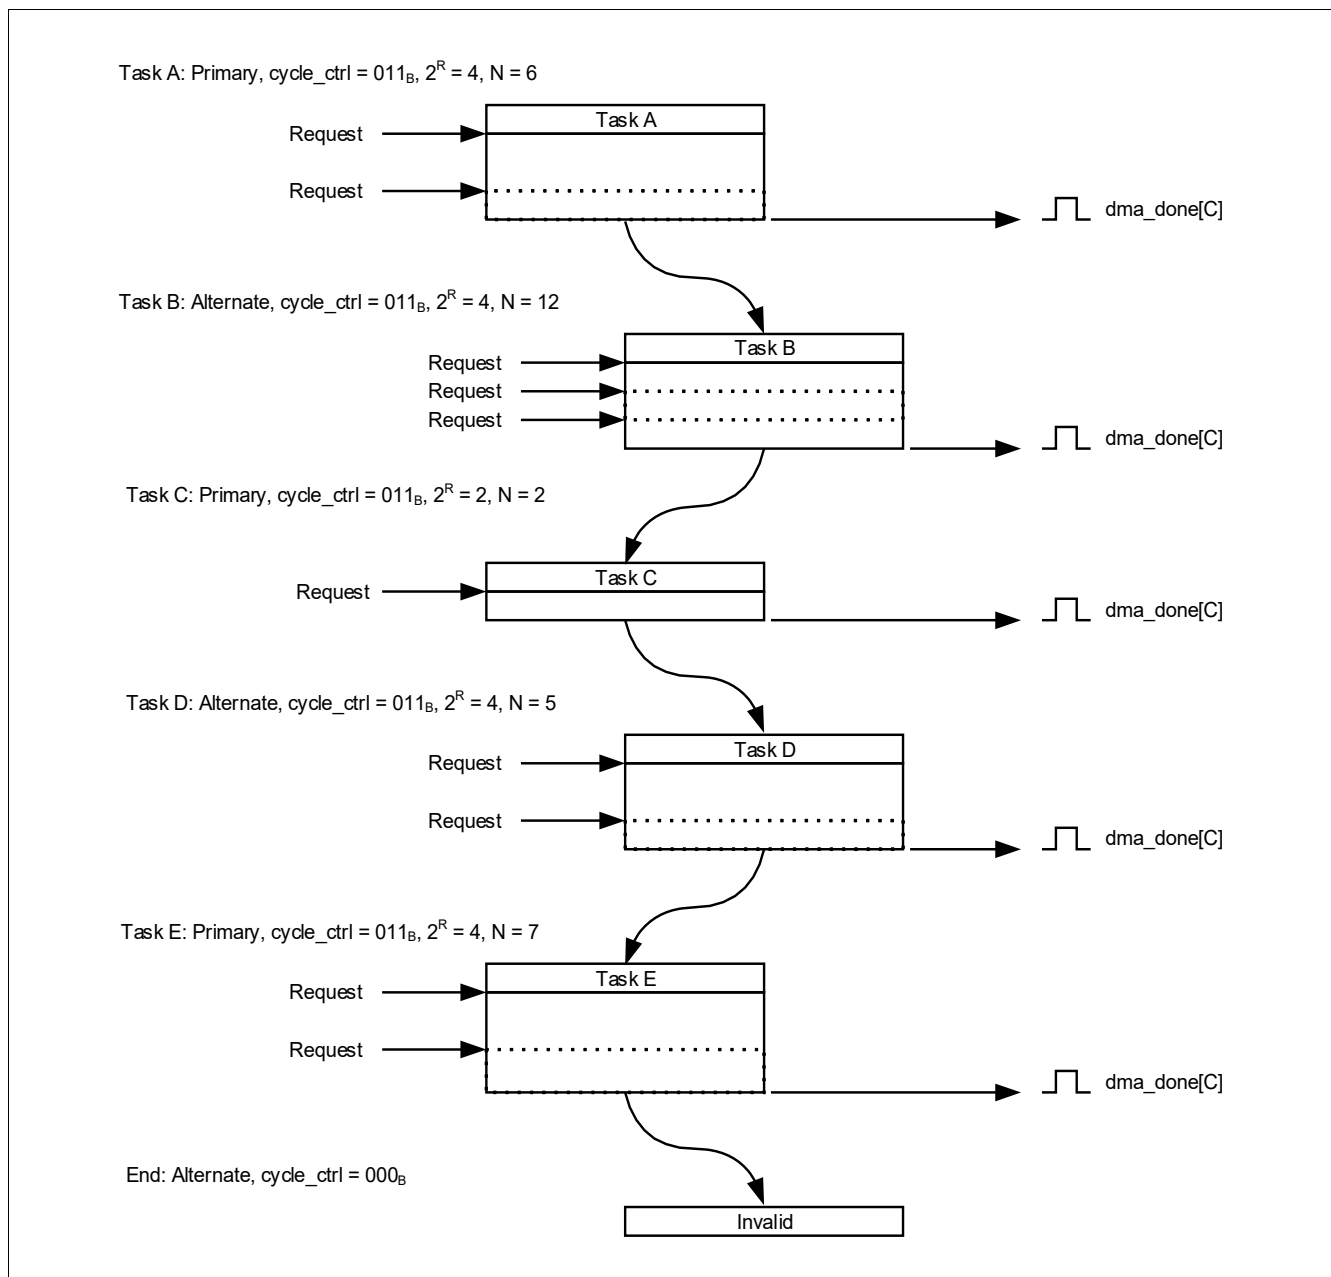 Task A: Primary, cycle_ctrl = 011B, 2R = 4, N = 6
Task A
Request
Request
dma_done[C]
Task B: Alternate, cycle_ctrl = 011B, 2R = 4, N = 12
Task B
Request
Request
Request
dma_done[C]
Task C: Primary, cycle_ctrl = 011B, 2R = 2, N = 2
Task C
Request
dma_done[C]
Task D: Alternate, cycle_ctrl = 011B, 2R = 4, N = 5
Task D
Request
Request
dma_done[C]
Task E: Primary, cycle_ctrl = 011B, 2R = 4, N = 7
Task E
Request
Request
dma_done[C]
End: Alternate, cycle_ctrl = 000B
Invalid